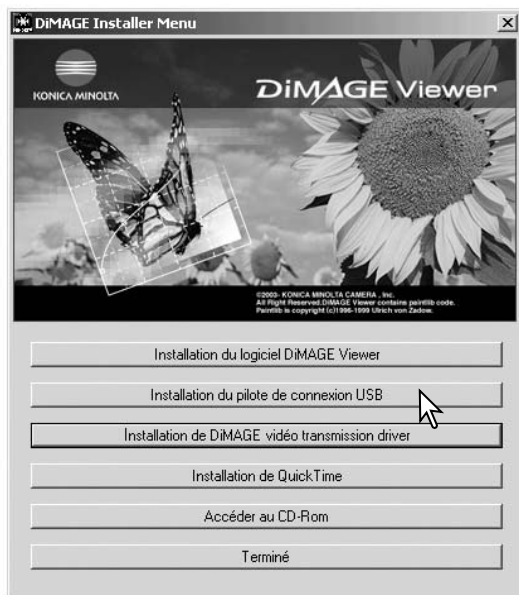 DiMAGE Installer Menu
KONICA MINOLTA
DiMAGE Viewer
©2003- KONICA MINOLTA CAMERA , Inc.
All Right Reserved.DiMAGE Viewer contains paintlib code.
Paintlib is copyright (c)1996-1999 Ulrich von Zadow.
Installation du logiciel DiMAGE Viewer
Installation du pilote de connexion USB
Installation de DiMAGE vidéo transmission driver
Installation de QuickTime
Accéder au CD-Rom
Terminé